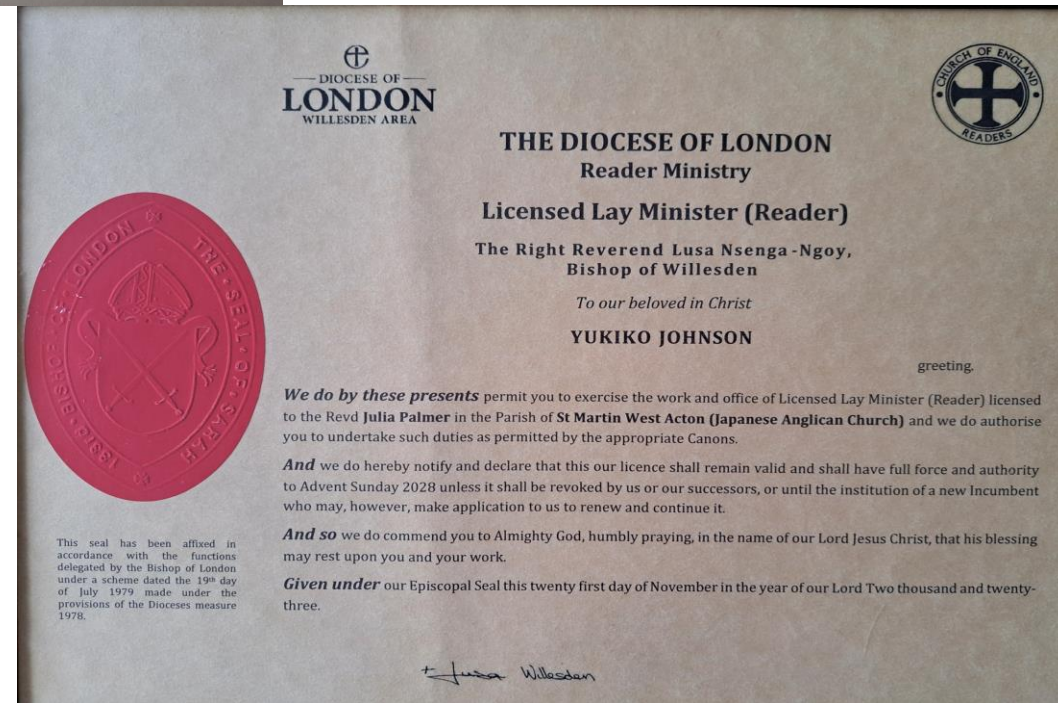 DIOCESE OF
LONDON
WILLESDEN AREA
CHURCH OF ENGLAND
READERS
THE DIOCESE OF LONDON
Reader Ministry
Licensed Lay Minister (Reader)
The Right Reverend Lusa Nsenga-Ngoy,
Bishop of Willesden
To our beloved in Christ
YUKIKO JOHNSON
greeting.
We do by these presents permit you to exercise the work and office of Licensed Lay Minister (Reader) licensed
to the Revd Julia Palmer in the Parish of St Martin West Acton (Japanese Anglican Church) and we do authorise
you to undertake such duties as permitted by the appropriate Canons.
And we do hereby notify and declare that this our licence shall remain valid and shall have full force and authority
to Advent Sunday 2028 unless it shall be revoked by us or our successors, or until the institution of a new Incumbent
who may, however, make application to us to renew and continue it.
And so we do commend you to Almighty God, humbly praying, in the name of our Lord Jesus Christ, that his blessing
may rest upon you and your work.
Given under our Episcopal Seal this twenty first day of November in the year of our Lord Two thousand and twenty-
three.
THE · SEAL · OF · SARAH
133RD · BISHOP · OF · LONDON
This seal has been affixed in
accordance with the functions
delegated by the Bishop of London
under a scheme dated the 19th day
of July 1979 made under the
provisions of the Dioceses measure
1978.
+ Lusa Willesden